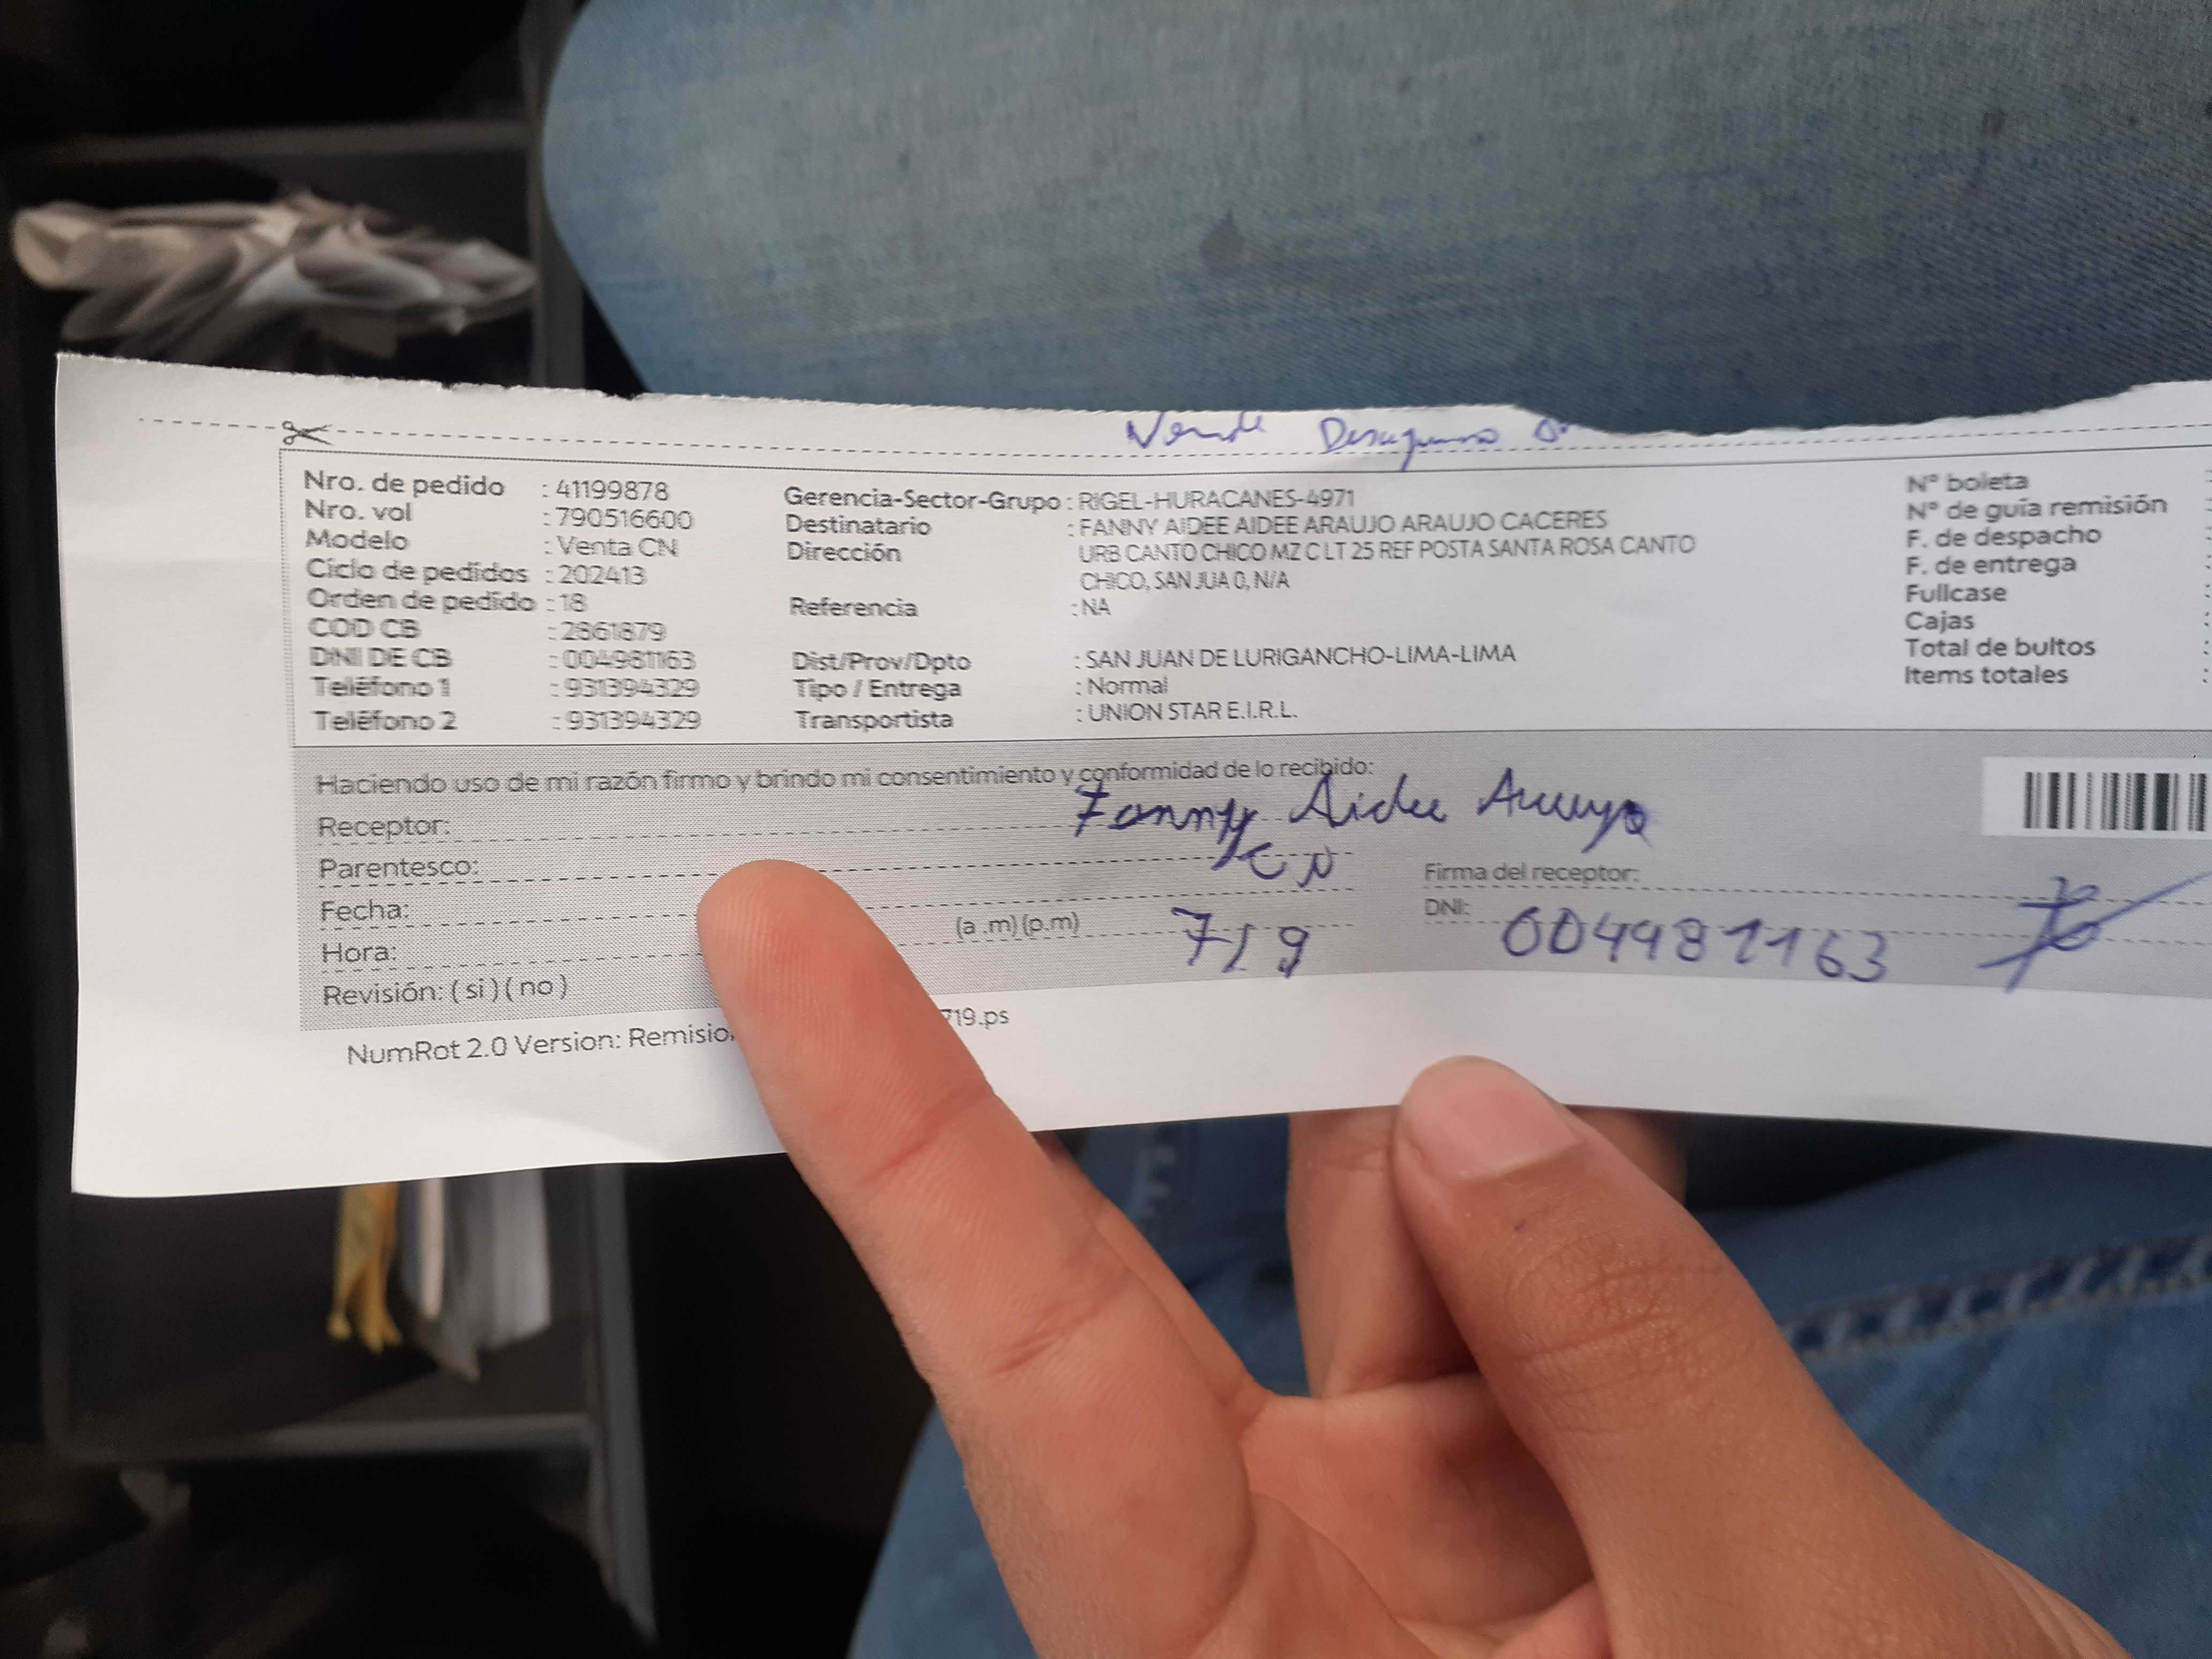 Nro. de pedido : 41199878
Nro. vol : 790516600
Modelo : Venta CN
Ciclo de pedidos : 202413
Orden de pedido : 18
COD CB : 2861879
DNI DE CB : 004981163
Teléfono 1 : 931394329
Teléfono 2 : 931394329
Gerencia-Sector-Grupo : RIGEL-HURACANES-4971
Destinatario : FANNY AIDEE AIDEE ARAUJO ARAUJO CACERES
Dirección URB CANTO CHICO MZ C LT 25 REF POSTA SANTA ROSA CANTO
CHICO, SAN JUA 0, N/A
Referencia : NA
Dist/Prov/Dpto : SAN JUAN DE LURIGANCHO-LIMA-LIMA
Tipo / Entrega : Normal
Transportista : UNION STAR E.I.R.L.
N° boleta :
N° de guía remisión :
F. de despacho :
F. de entrega :
Fullcase :
Cajas :
Total de bultos :
Items totales :
Haciendo uso de mi razón firmo y brindo mi consentimiento y conformidad de lo recibido:
Receptor: Fanny Aidee Araujo
Parentesco: CN
Fecha: 7/9
Hora: (a .m) (p.m)
Revisión: ( si ) ( no )
Firma del receptor:
DNI: 004981163
NumRot 2.0 Version: 719.ps